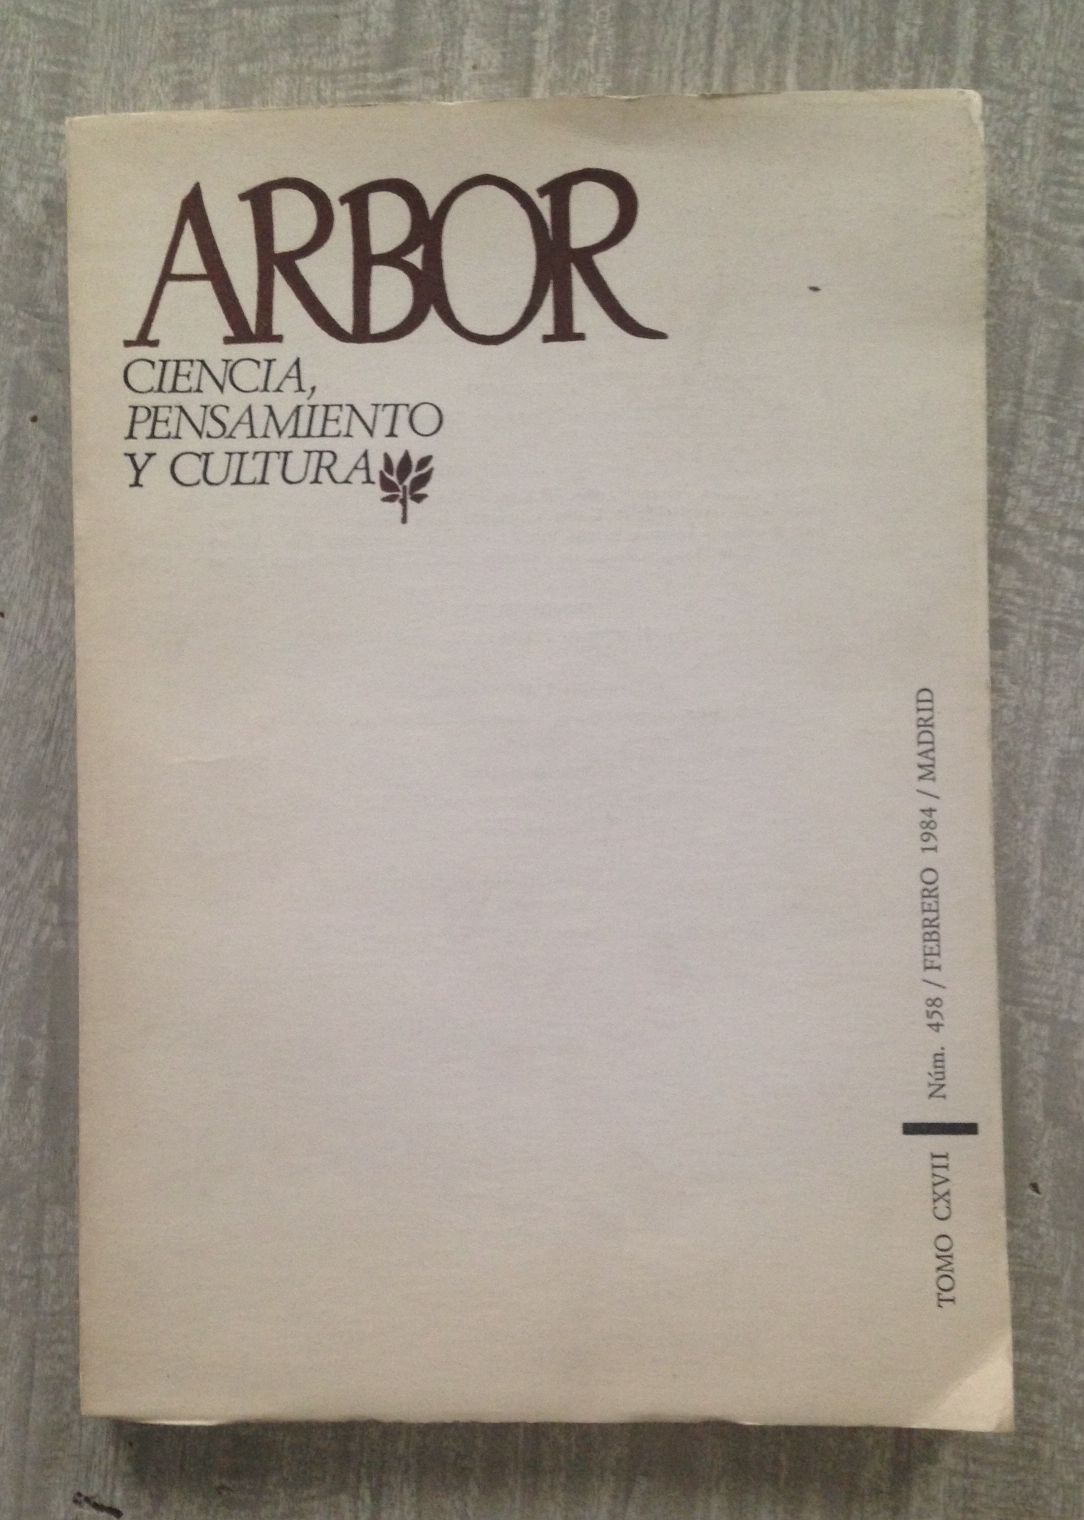 ARBOR
CIENCIA,
PENSAMIENTO
Y CULTURA
TOMO CXVII | Núm. 458 / FEBRERO 1984 / MADRID